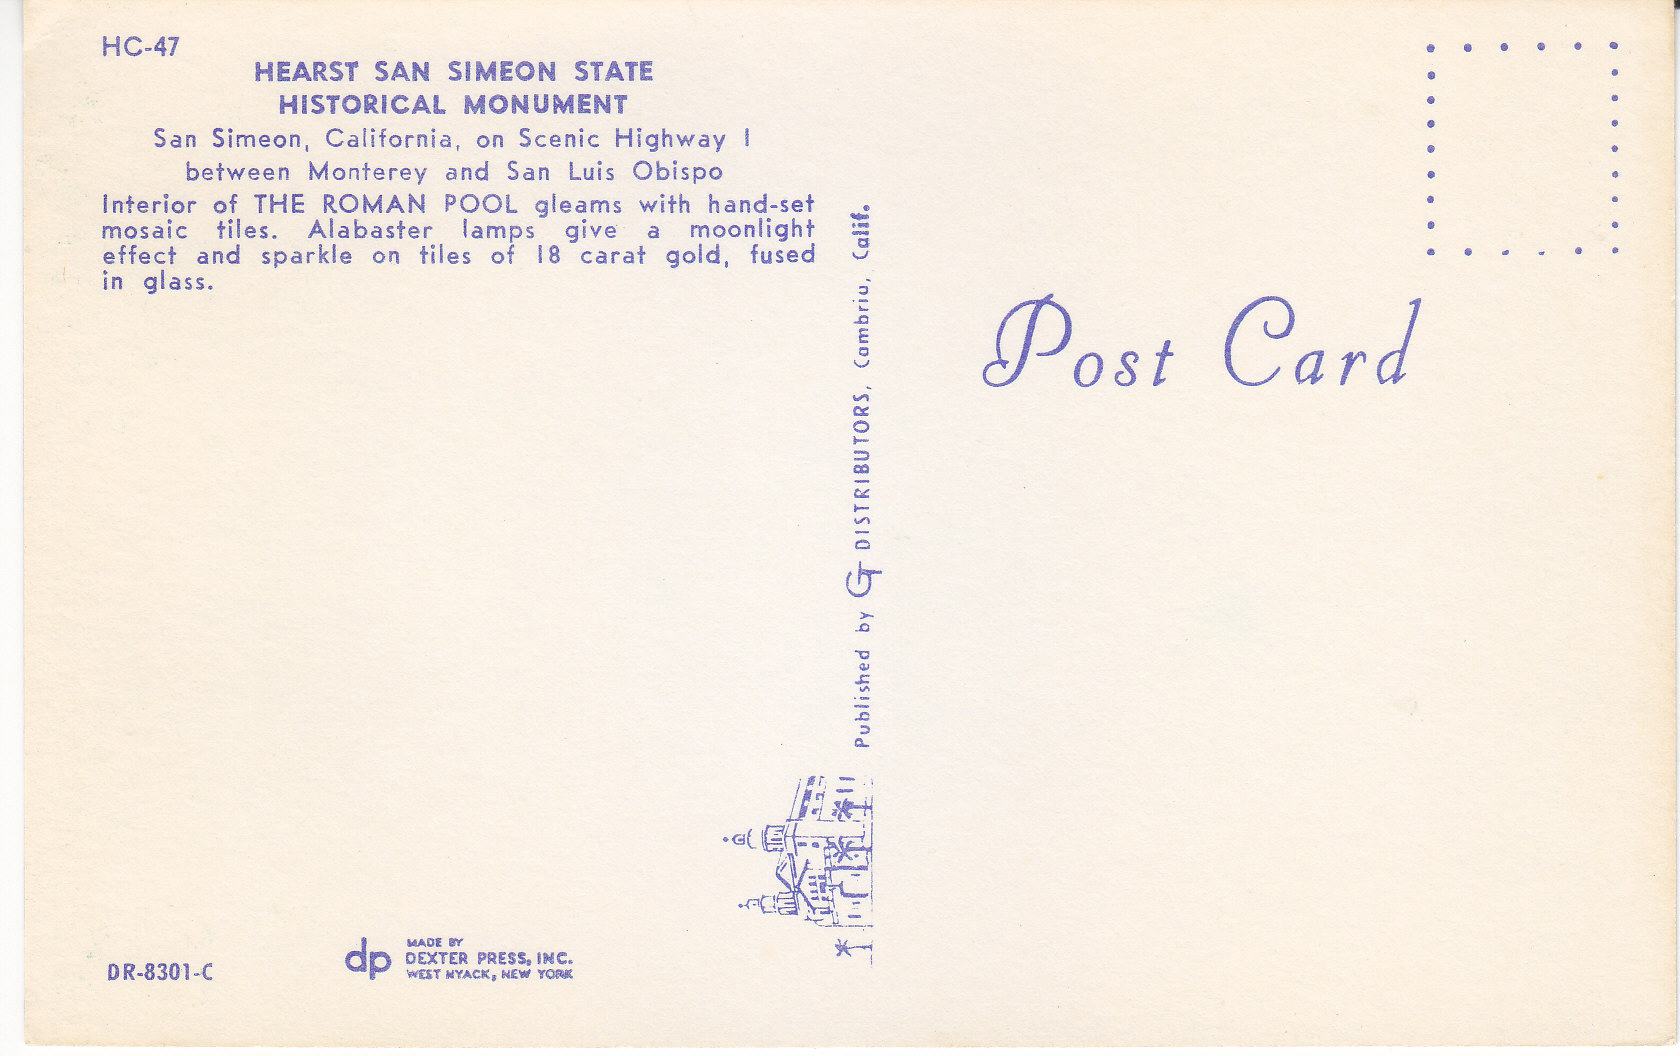 HC-47
HEARST SAN SIMEON STATE
HISTORICAL MONUMENT
San Simeon, California, on Scenic Highway 1
between Monterey and San Luis Obispo
Interior of THE ROMAN POOL gleams with hand-set
mosaic tiles. Alabaster lamps give a moonlight
effect and sparkle on tiles of 18 carat gold, fused
in glass.
DR-8301-C
dp
MADE BY
DEXTER PRESS, INC.
WEST NYACK, NEW YORK
Published by GT DISTRIBUTORS, Cambria, Calif.
Post Card